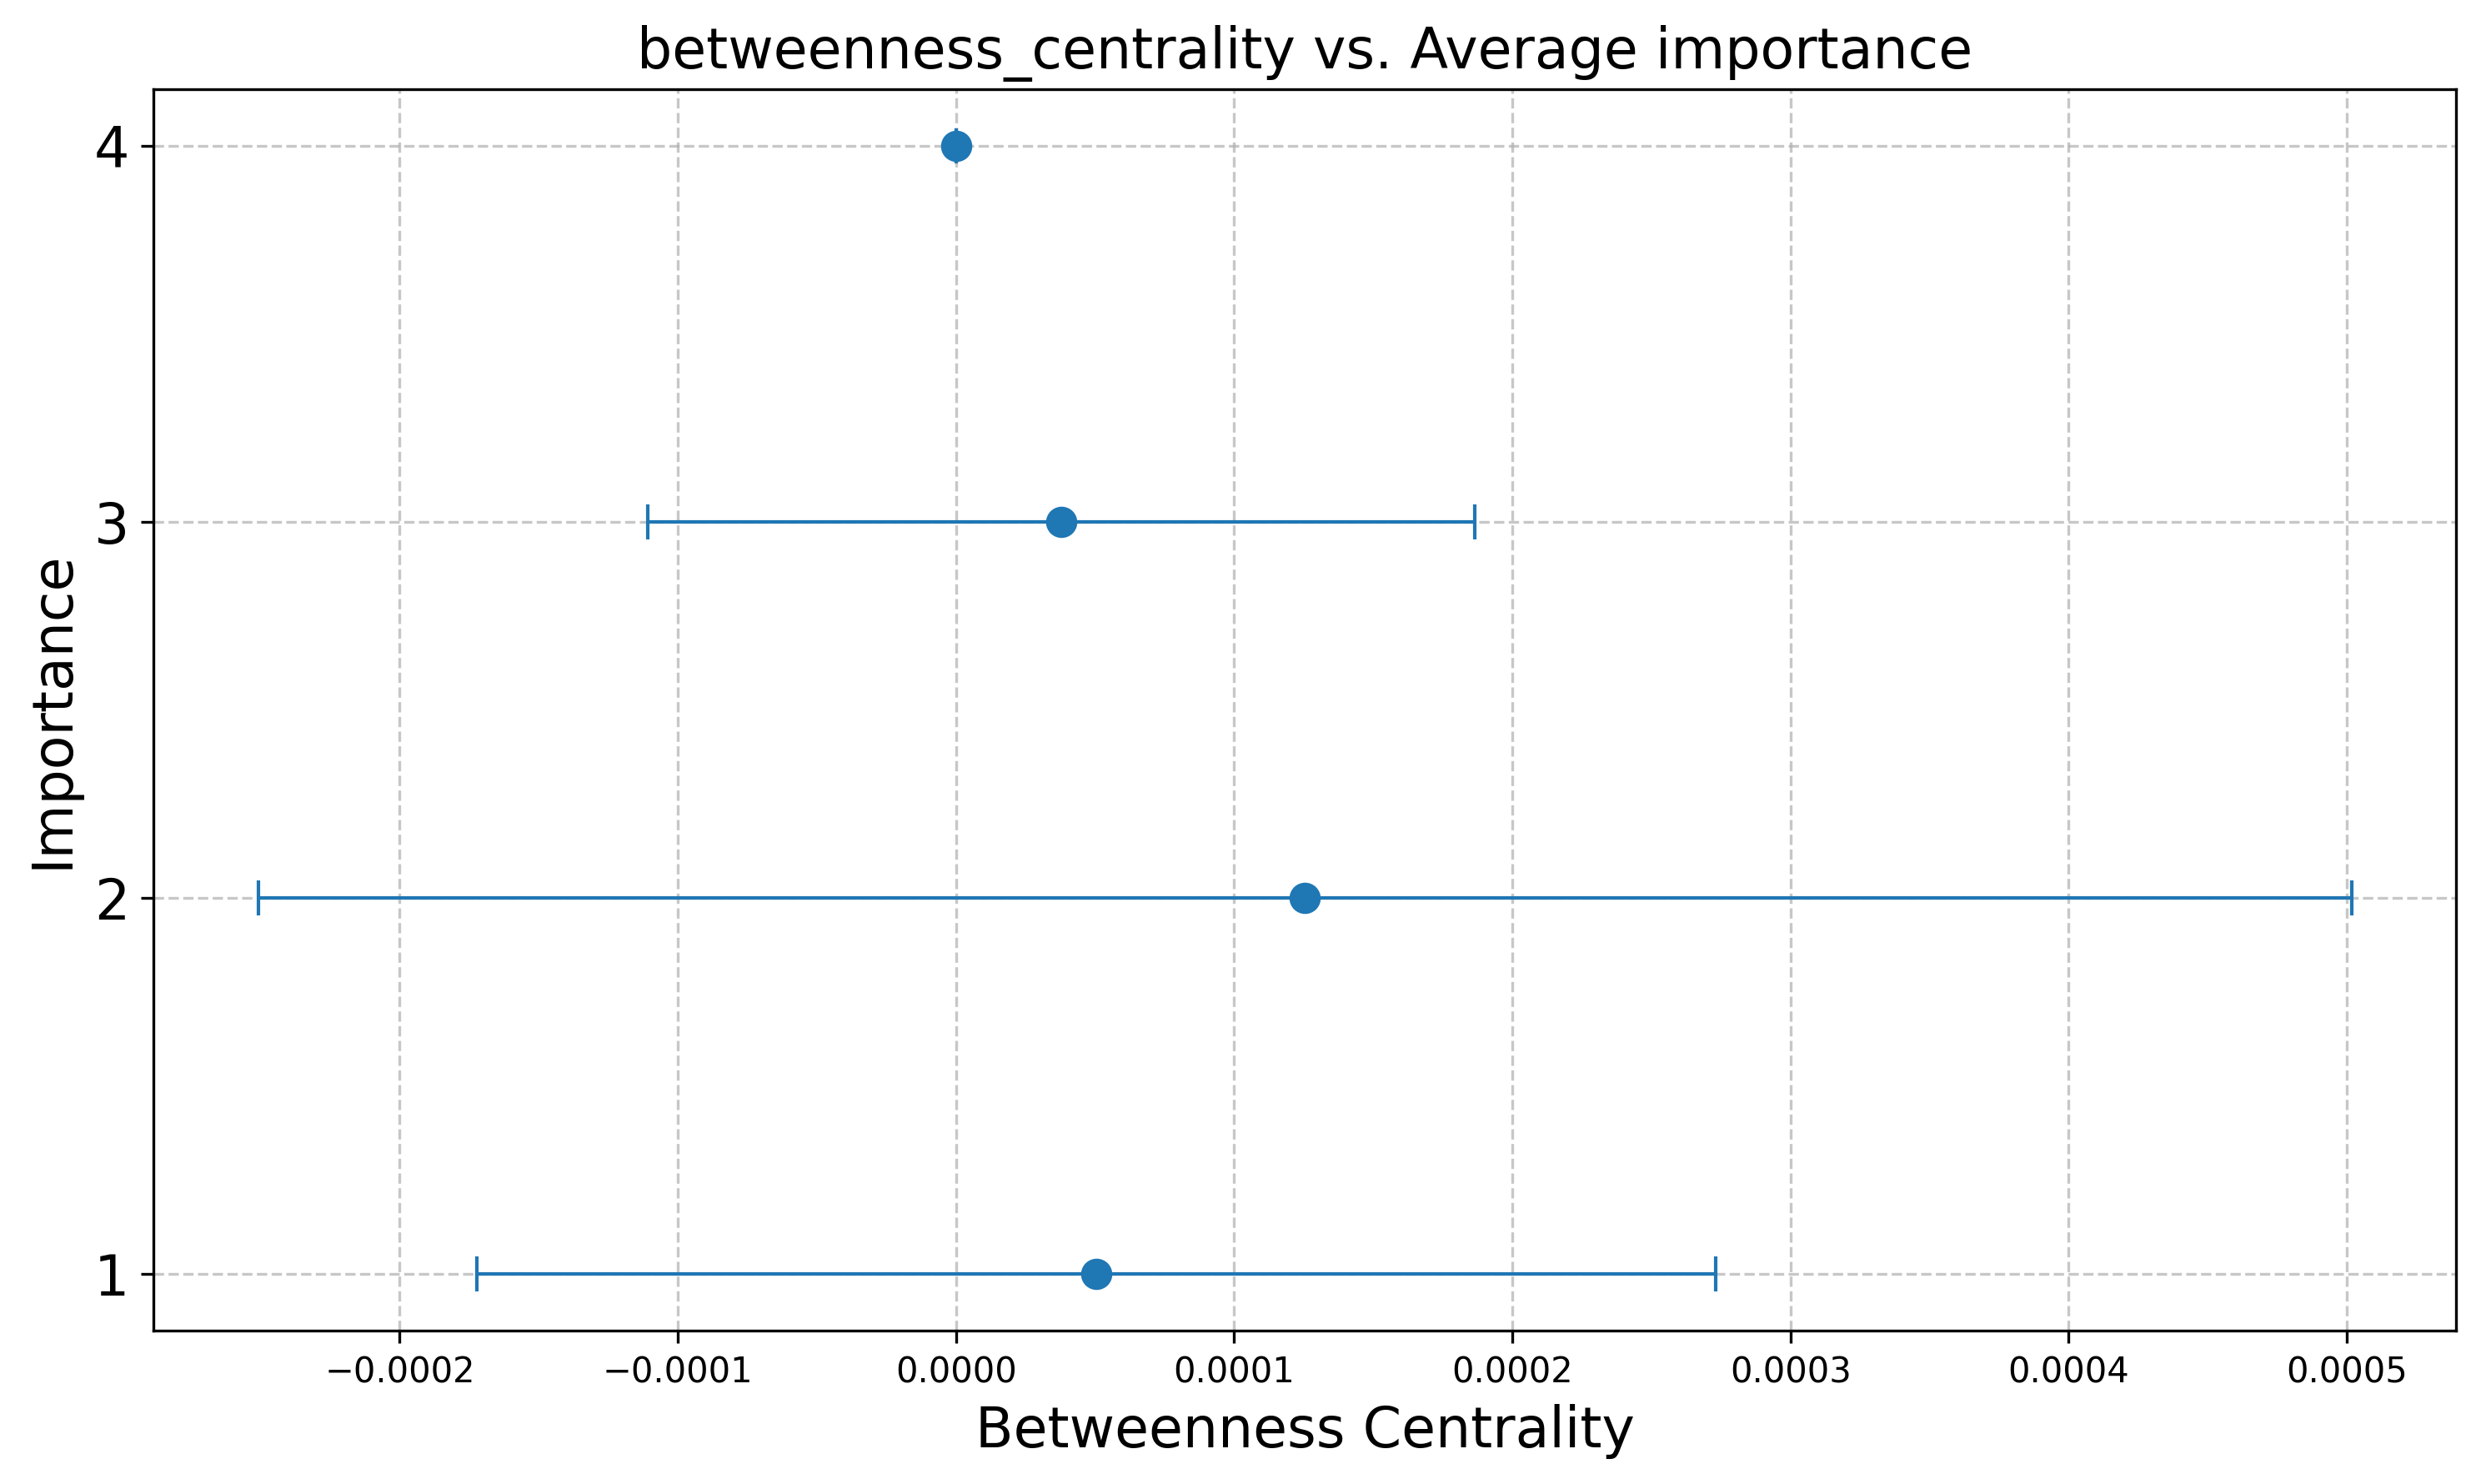 betweenness_centrality vs. Average importance
4
3
2
1
Importance
−0.0002 −0.0001 0.0000 0.0001 0.0002 0.0003 0.0004 0.0005
Betweenness Centrality